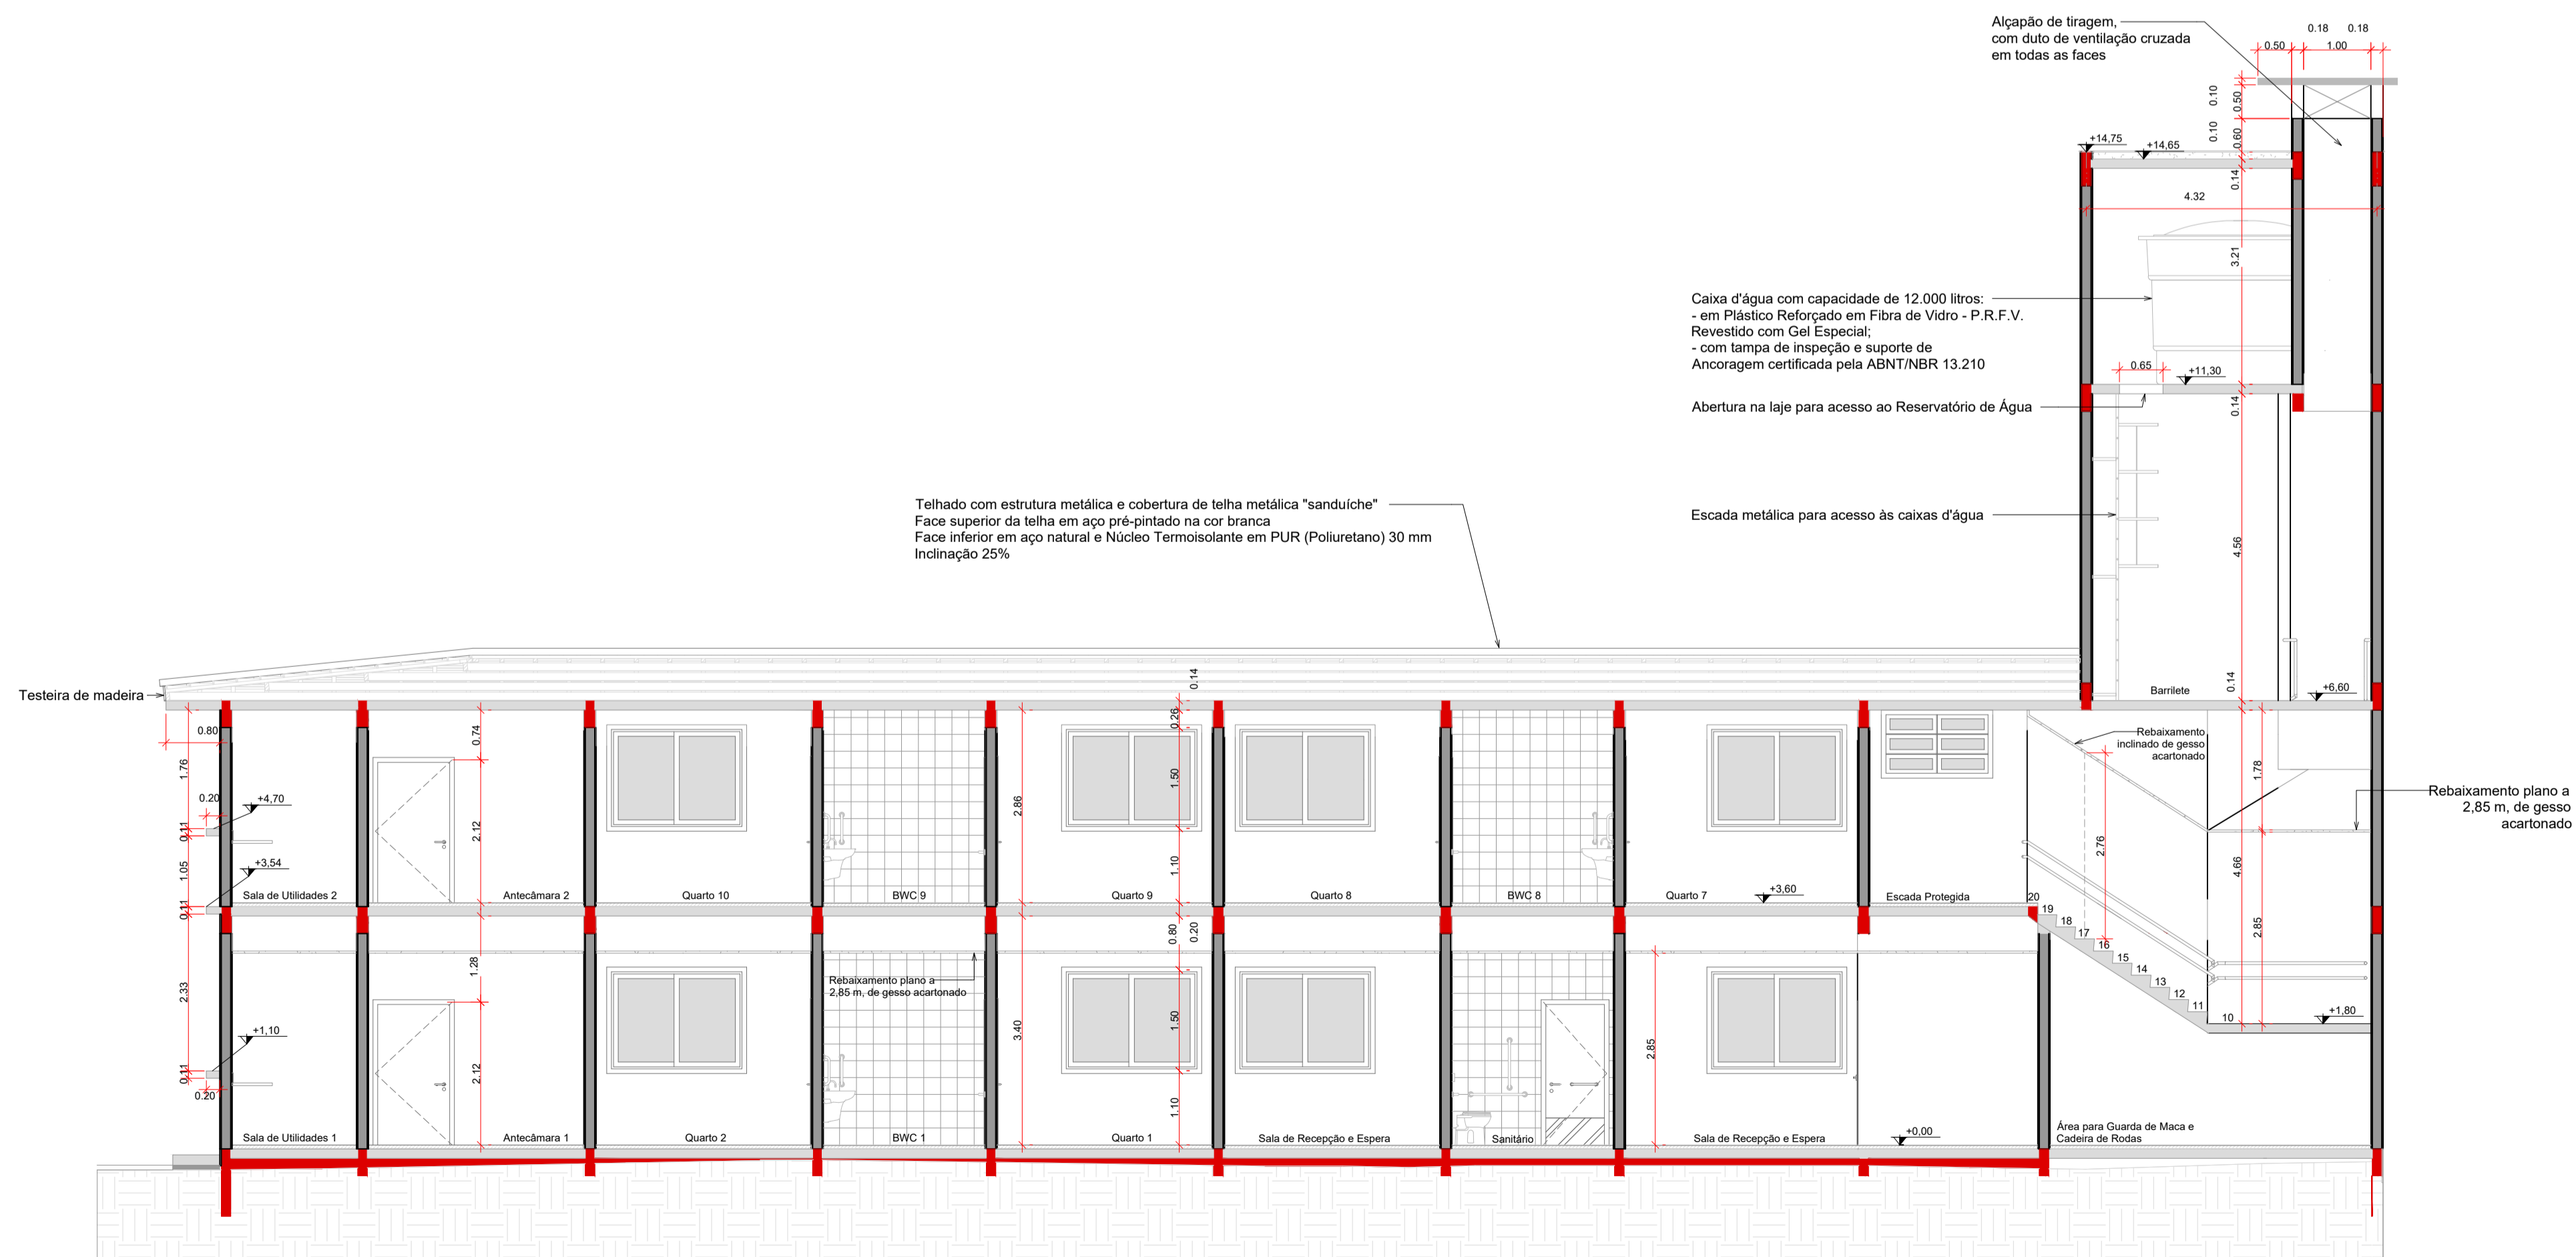 Alçapão de tiragem,
com duto de ventilação cruzada
em todas as faces
0.18 0.18
0.50 1.00
0.10
0.50
0.10
0.60
+14,75
+14,65
0.14
4.32
3.21
Caixa d'água com capacidade de 12.000 litros:
- em Plástico Reforçado em Fibra de Vidro - P.R.F.V.
Revestido com Gel Especial;
- com tampa de inspeção e suporte de
Ancoragem certificada pela ABNT/NBR 13.210
0.65
+11,30
Abertura na laje para acesso ao Reservatório de Água
0.14
Telhado com estrutura metálica e cobertura de telha metálica "sanduíche"
Face superior da telha em aço pré-pintado na cor branca
Face inferior em aço natural e Núcleo Termoisolante em PUR (Poliuretano) 30 mm
Inclinação 25%
Escada metálica para acesso às caixas d'água
4.56
Testeira de madeira
0.14
0.14
Barrilete
+6,60
0.80
0.74
0.26
Rebaixamento
inclinado de gesso
acartonado
1.76
1.50
1.78
0.20
+4,70
2.86
Rebaixamento plano a
2,85 m, de gesso
acartonado
0.11
2.12
2.76
1.05
+3,54
1.10
4.66
Sala de Utilidades 2
Antecâmara 2
Quarto 10
BWC 9
Quarto 9
Quarto 8
BWC 8
Quarto 7
+3,60
Escada Protegida
20
19
18
17
16
15
14
13
12
11
10
0.11
0.80
0.20
2.85
1.28
2.33
Rebaixamento plano a
2,85 m, de gesso acartonado
3.40
1.50
2.85
+1,80
+1,10
0.11
0.20
2.12
1.10
Sala de Utilidades 1
Antecâmara 1
Quarto 2
BWC 1
Quarto 1
Sala de Recepção e Espera
Sanitário
Sala de Recepção e Espera
+0,00
Área para Guarda de Maca e
Cadeira de Rodas